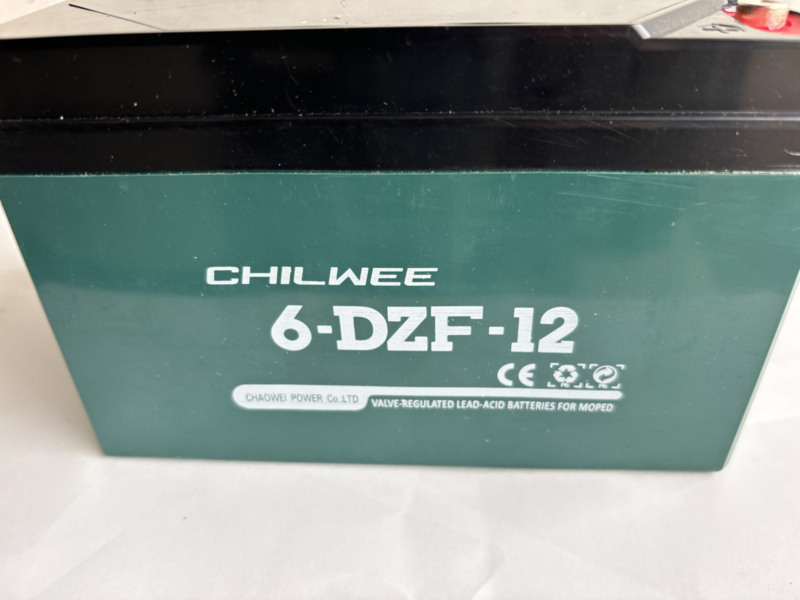 CHILWEE
6-DZF-12
CE
CHAOWEI POWER Co.,LTD VALVE-REGULATED LEAD-ACID BATTERIES FOR MOPED